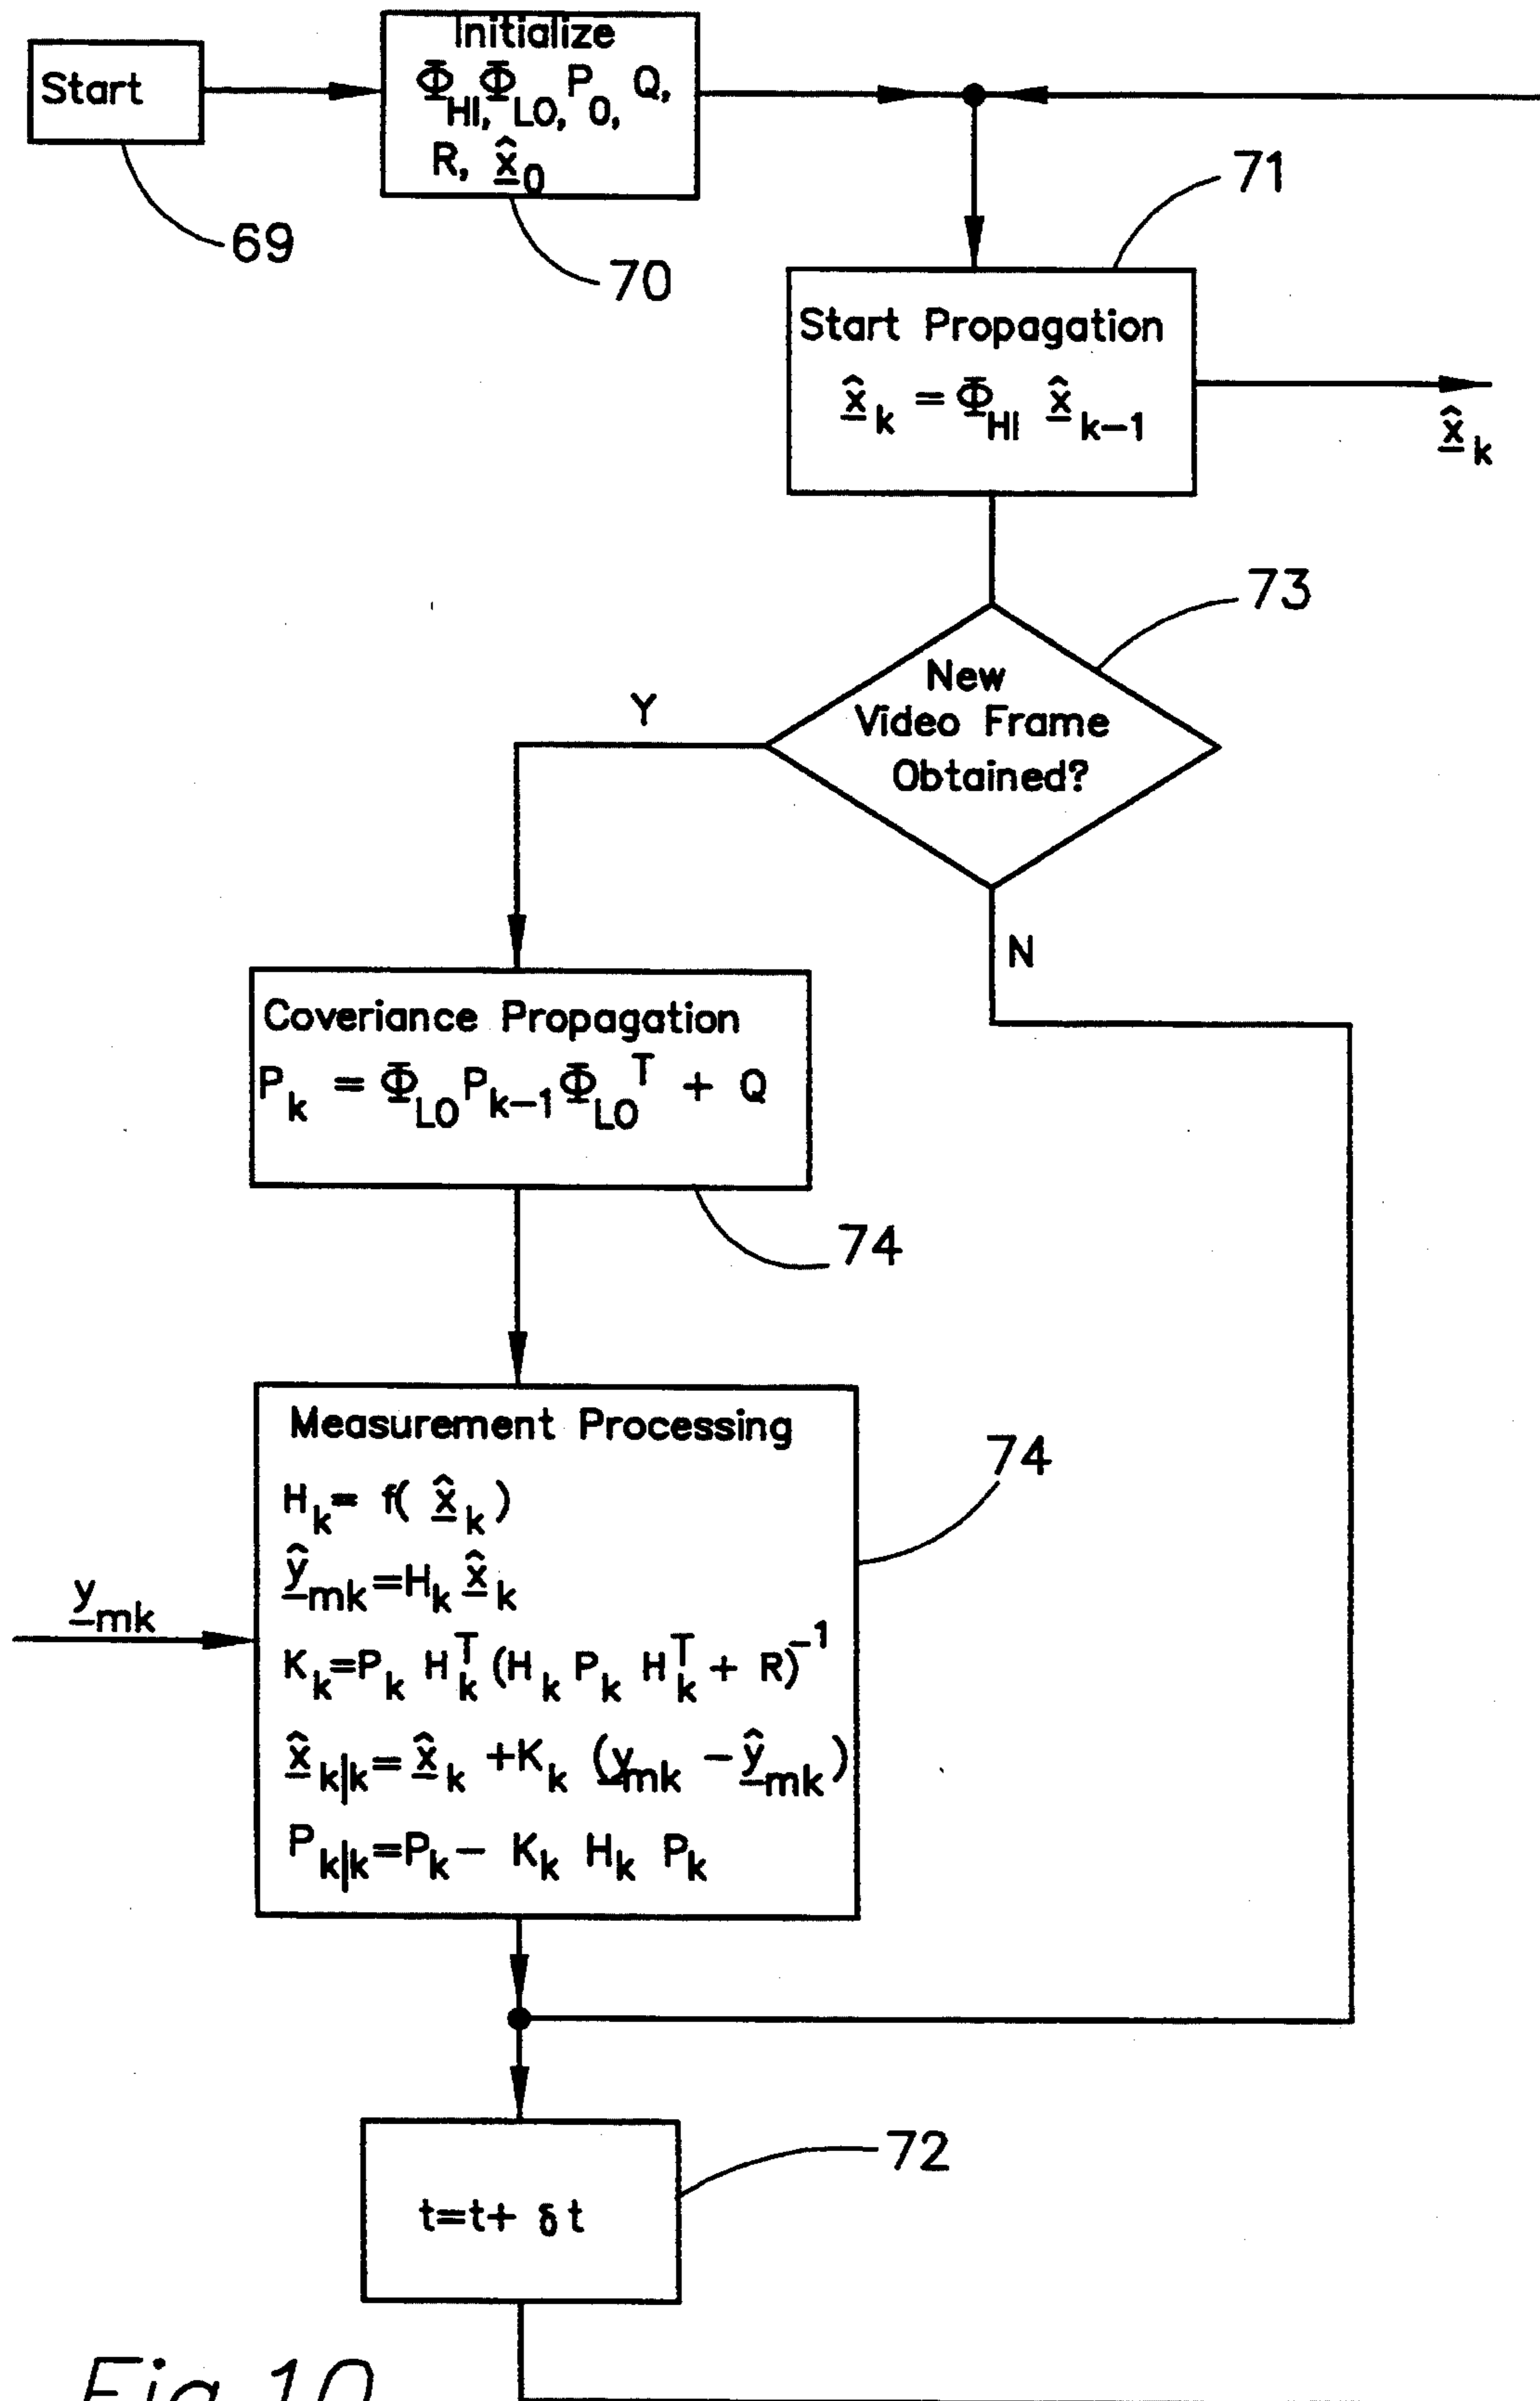 Start
Initialize
Φ_HI, Φ_LO, P_0, Q,
R, x̂_0
69
70
71
Start Propagation
x̂_k = Φ_HI x̂_k-1
x̂_k
73
New
Video Frame
Obtained?
Y
N
Coveriance Propagation
P_k = Φ_LO P_k-1 Φ_LO^T + Q
74
Measurement Processing
74
H_k = f( x̂_k )
ŷ_mk = H_k x̂_k
y_mk
K_k = P_k H_k^T (H_k P_k H_k^T + R)^-1
x̂_k|k = x̂_k + K_k (y_mk - ŷ_mk)
P_k|k = P_k - K_k H_k P_k
72
t=t+ δt
Fig 10